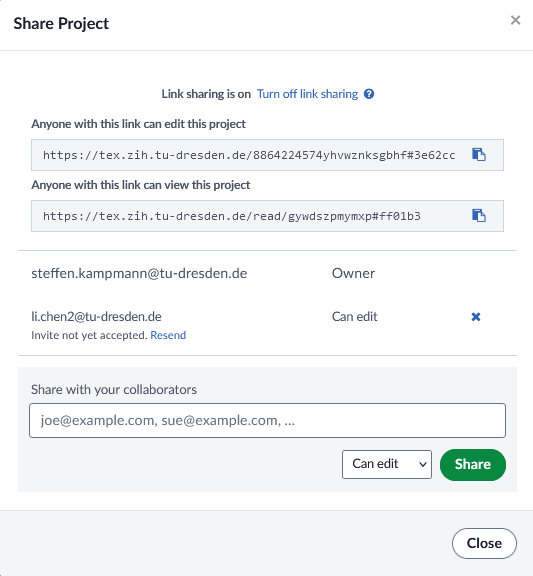 Share Project
×
Link sharing is on Turn off link sharing ?
Anyone with this link can edit this project
https://tex.zih.tu-dresden.de/8864224574yhvwznksgbhf#3e62cc
Anyone with this link can view this project
https://tex.zih.tu-dresden.de/read/gywdszpmymxp#ff01b3
steffen.kampmann@tu-dresden.de Owner
li.chen2@tu-dresden.de Can edit
Invite not yet accepted. Resend
Share with your collaborators
joe@example.com, sue@example.com, ...
Can edit Share
Close